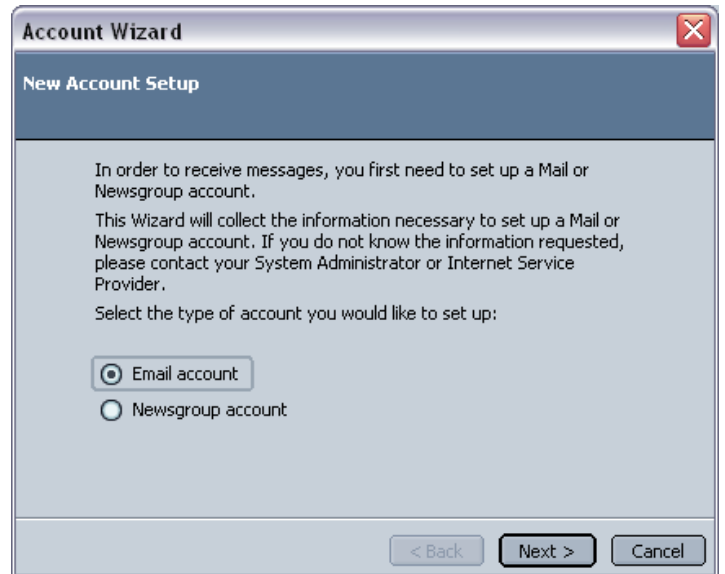 Account Wizard
New Account Setup
In order to receive messages, you first need to set up a Mail or
Newsgroup account.
This Wizard will collect the information necessary to set up a Mail or
Newsgroup account. If you do not know the information requested,
please contact your System Administrator or Internet Service
Provider.
Select the type of account you would like to set up:
Email account
Newsgroup account
< Back Next > Cancel